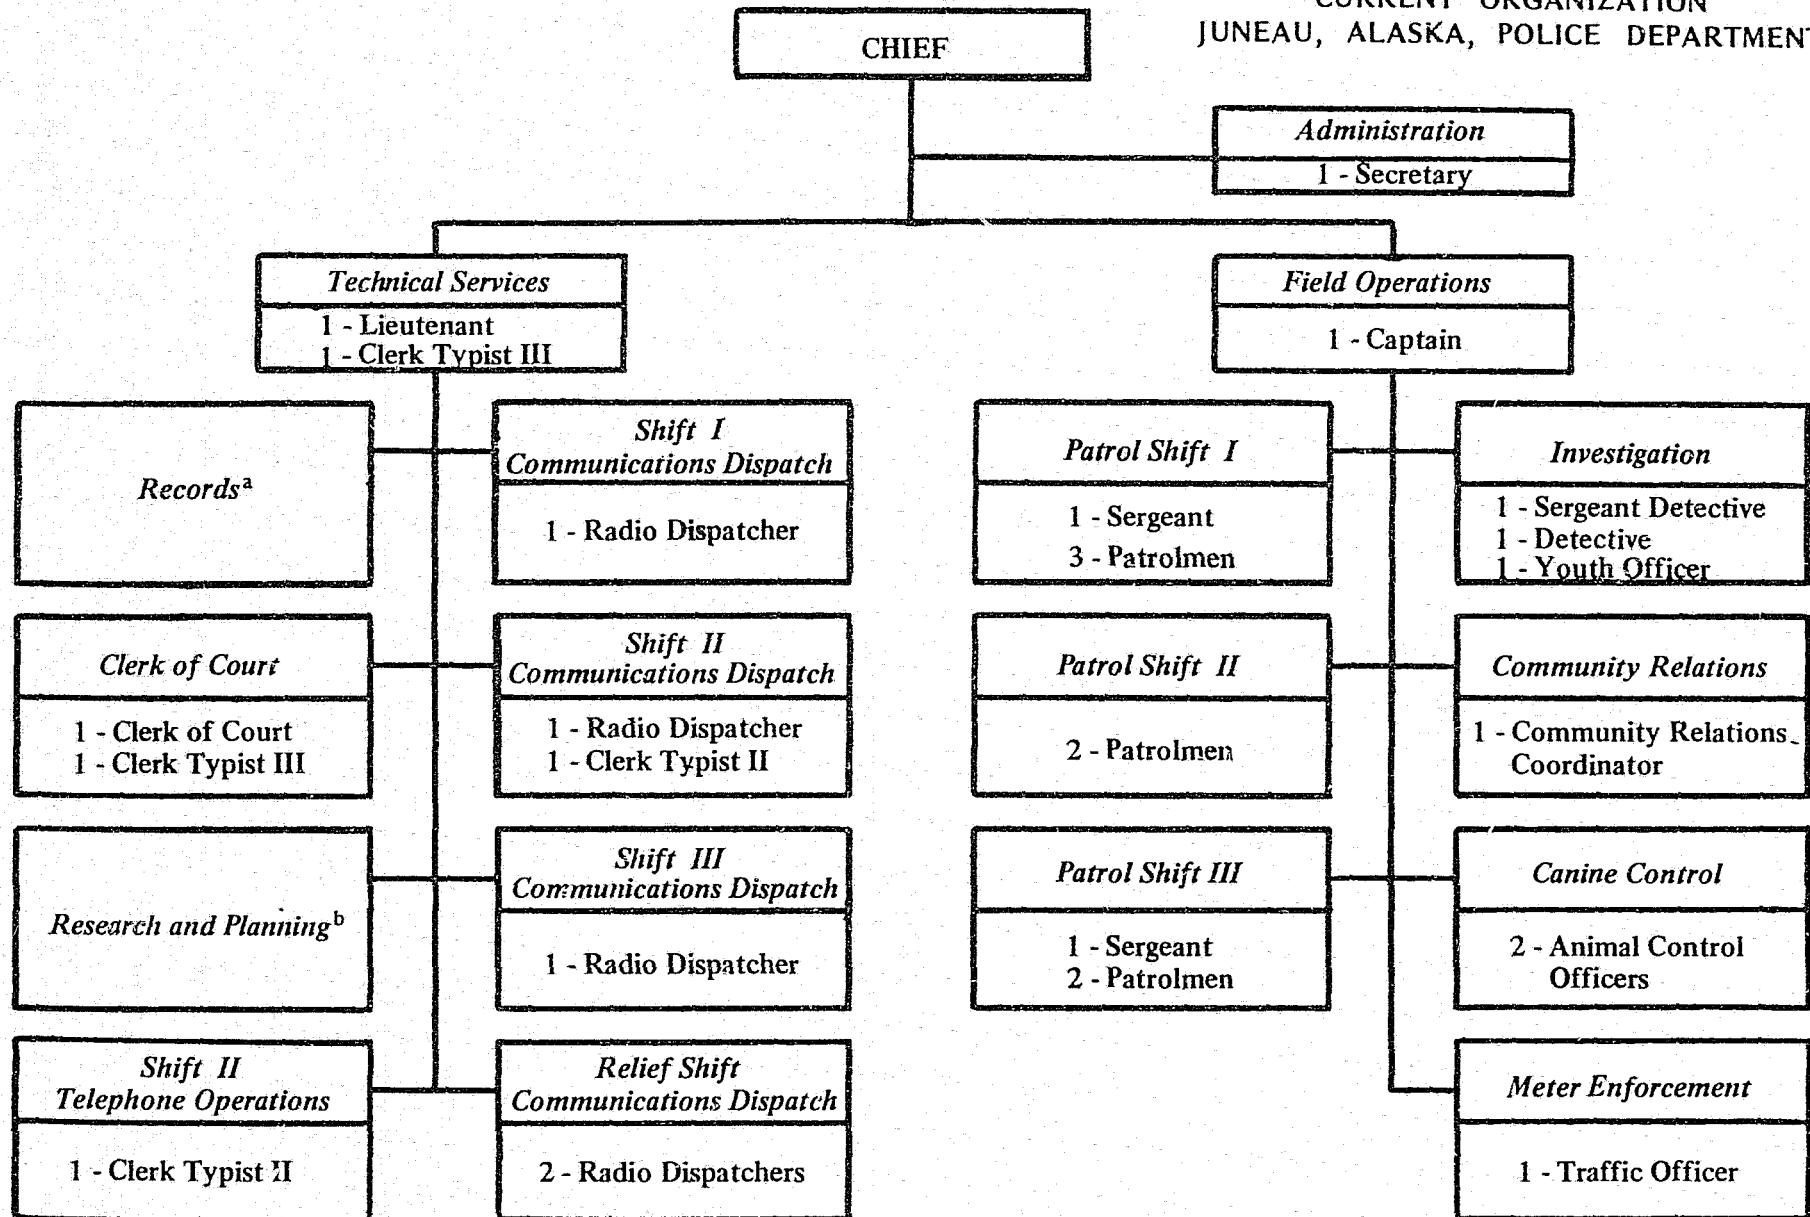 CURRENT ORGANIZATION
JUNEAU, ALASKA, POLICE DEPARTMENT
CHIEF
Administration
1 - Secretary
Technical Services
1 - Lieutenant
1 - Clerk Typist III
Field Operations
1 - Captain
Records a
Shift I
Communications Dispatch
1 - Radio Dispatcher
Patrol Shift I
1 - Sergeant
3 - Patrolmen
Investigation
1 - Sergeant Detective
1 - Detective
1 - Youth Officer
Clerk of Court
1 - Clerk of Court
1 - Clerk Typist III
Shift II
Communications Dispatch
1 - Radio Dispatcher
1 - Clerk Typist II
Patrol Shift II
2 - Patrolmen
Community Relations
1 - Community Relations
Coordinator
Research and Planning b
Shift III
Communications Dispatch
1 - Radio Dispatcher
Patrol Shift III
1 - Sergeant
2 - Patrolmen
Canine Control
2 - Animal Control
Officers
Shift II
Telephone Operations
1 - Clerk Typist II
Relief Shift
Communications Dispatch
2 - Radio Dispatchers
Meter Enforcement
1 - Traffic Officer